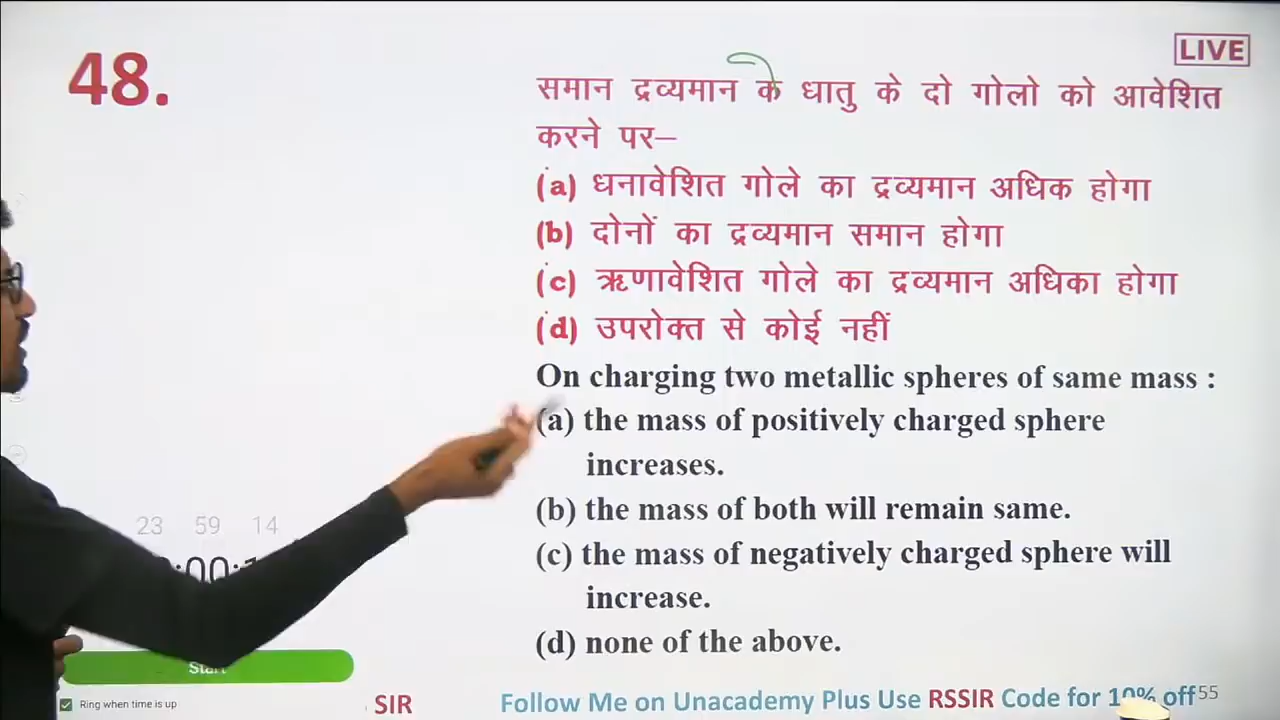 48.
LIVE
समान द्रव्यमान के धातु के दो गोलो को आवेशित
करने पर–
(a) धनावेशित गोले का द्रव्यमान अधिक होगा
(b) दोनों का द्रव्यमान समान होगा
(c) ऋणावेशित गोले का द्रव्यमान अधिका होगा
(d) उपरोक्त से कोई नहीं
On charging two metallic spheres of same mass :
(a) the mass of positively charged sphere
increases.
(b) the mass of both will remain same.
(c) the mass of negatively charged sphere will
increase.
(d) none of the above.
23 59 14
Start
Ring when time is up
SIR
Follow Me on Unacademy Plus Use RSSIR Code for 10% off
55